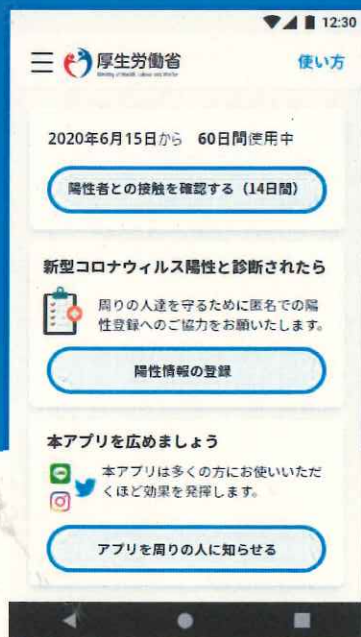 12:30
厚生労働省
Ministry of Health, Labour and Welfare
使い方
2020年6月15日から 60日間使用中
陽性者との接触を確認する（14日間）
新型コロナウィルス陽性と診断されたら
周りの人達を守るために匿名での陽
性登録へのご協力をお願いたします。
陽性情報の登録
本アプリを広めましょう
本アプリは多くの方にお使いいただ
くほど効果を発揮します。
アプリを周りの人に知らせる